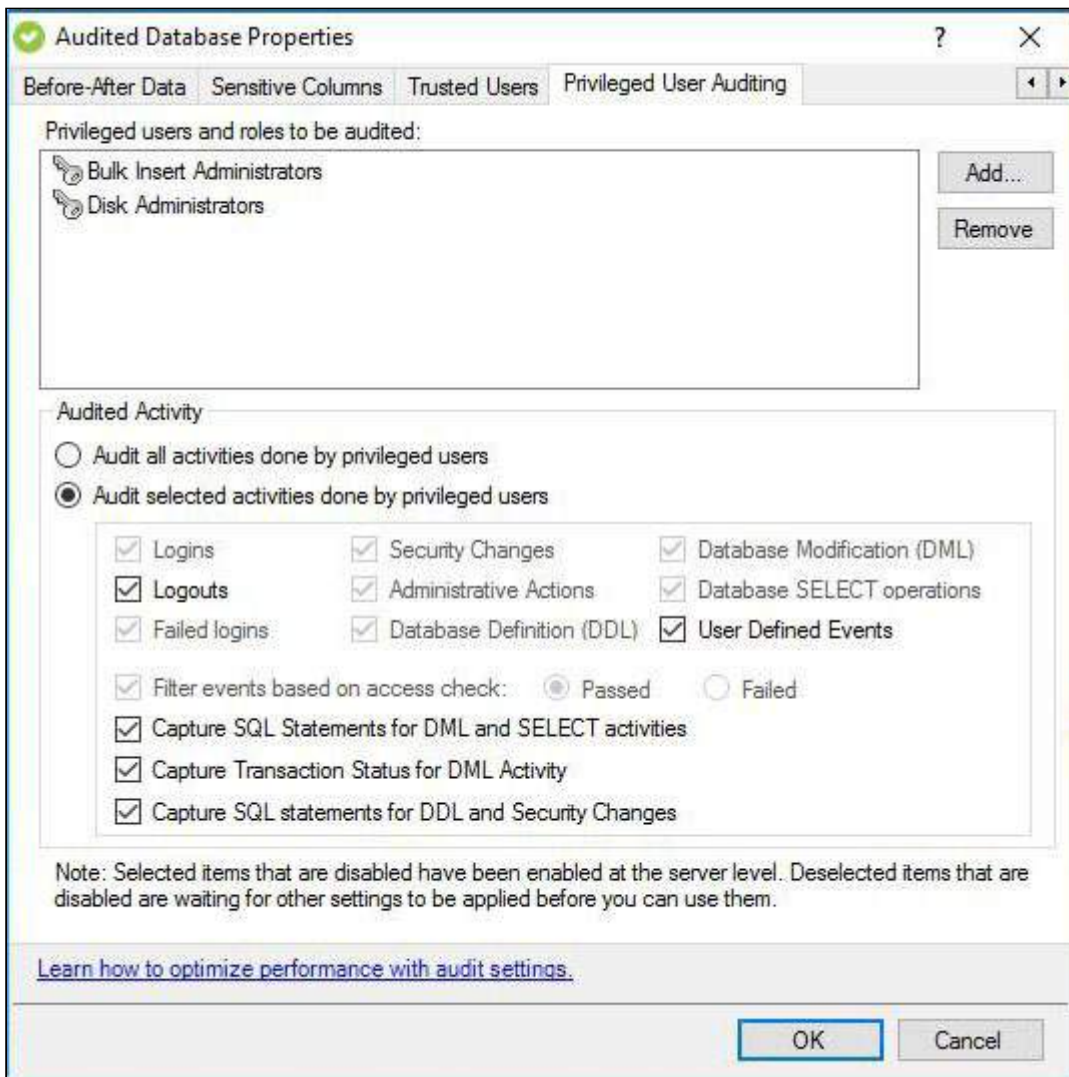 Audited Database Properties
?
Before-After Data Sensitive Columns Trusted Users Privileged User Auditing
Privileged users and roles to be audited:
Bulk Insert Administrators
Add...
Disk Administrators
Remove
Audited Activity
Audit all activities done by privileged users
Audit selected activities done by privileged users
Logins Security Changes Database Modification (DML)
Logouts Administrative Actions Database SELECT operations
Failed logins Database Definition (DDL) User Defined Events
Filter events based on access check: Passed Failed
Capture SQL Statements for DML and SELECT activities
Capture Transaction Status for DML Activity
Capture SQL statements for DDL and Security Changes
Note: Selected items that are disabled have been enabled at the server level. Deselected items that are
disabled are waiting for other settings to be applied before you can use them.
Learn how to optimize performance with audit settings.
OK Cancel